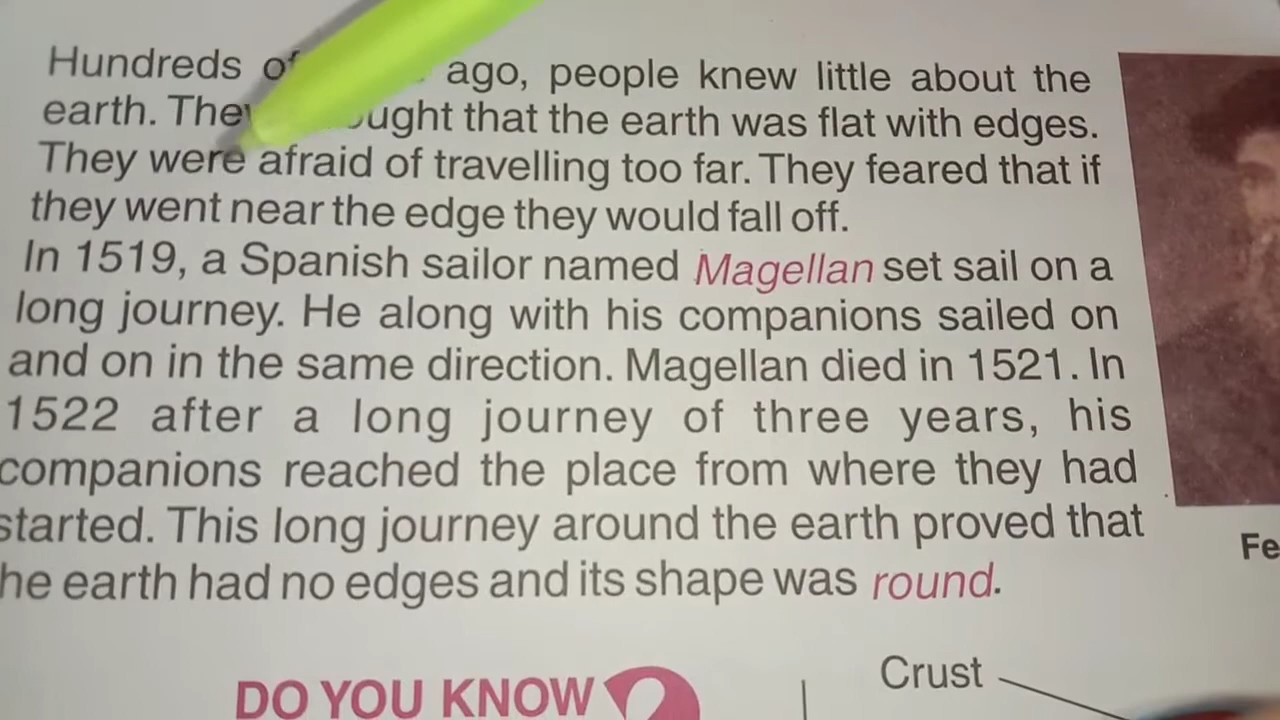 Hundreds of ago, people knew little about the
earth. They thought that the earth was flat with edges.
They were afraid of travelling too far. They feared that if
they went near the edge they would fall off.
In 1519, a Spanish sailor named Magellan set sail on a
long journey. He along with his companions sailed on
and on in the same direction. Magellan died in 1521. In
1522 after a long journey of three years, his
companions reached the place from where they had
started. This long journey around the earth proved that
he earth had no edges and its shape was round.
Fe
DO YOU KNOW ?
Crust